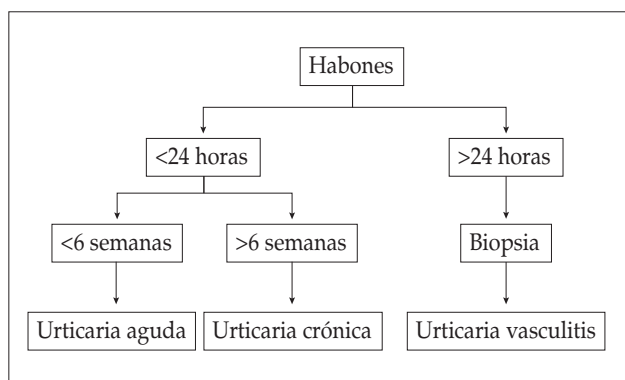 Habones
<24 horas
>24 horas
<6 semanas
>6 semanas
Biopsia
Urticaria aguda
Urticaria crónica
Urticaria vasculitis